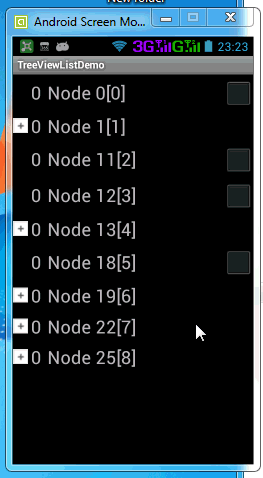 New folder
Android Screen Mo...
3G G 23:23
TreeViewListDemo
0 Node 0[0]
0 Node 1[1]
0 Node 11[2]
0 Node 12[3]
0 Node 13[4]
0 Node 18[5]
0 Node 19[6]
0 Node 22[7]
0 Node 25[8]